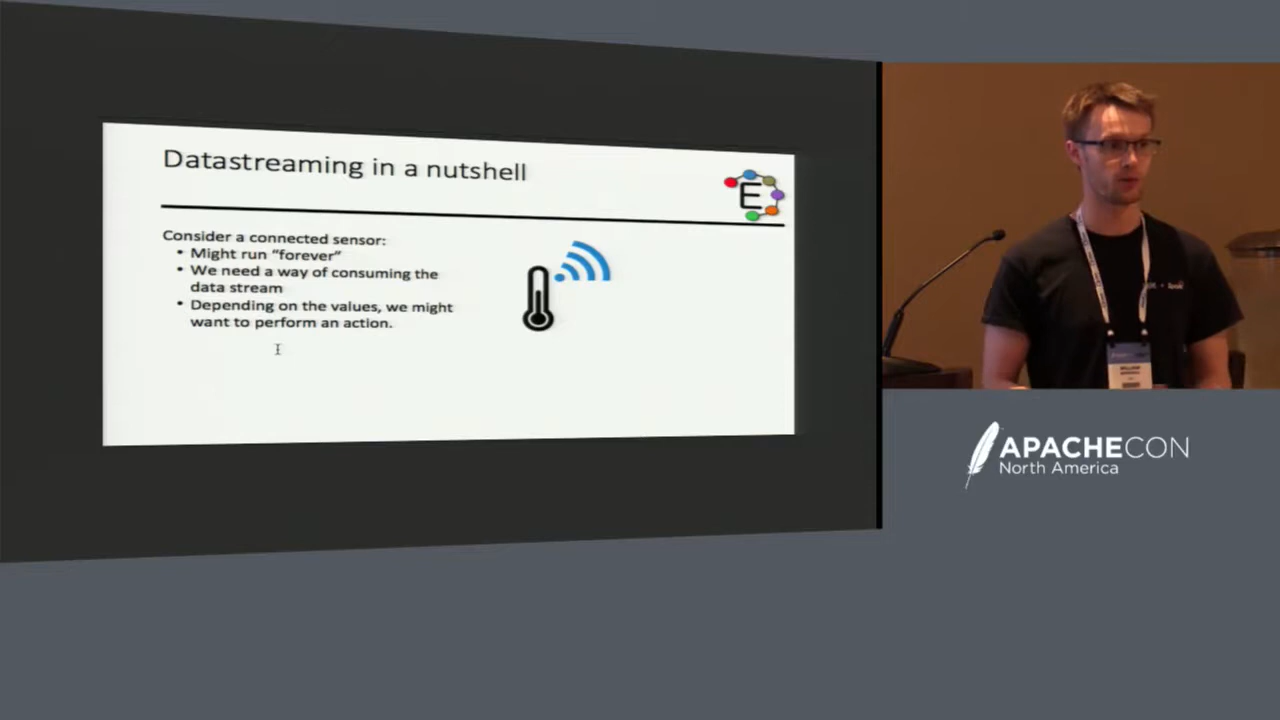 Datastreaming in a nutshell
E
Consider a connected sensor:
• Might run “forever”
• We need a way of consuming the
data stream
• Depending on the values, we might
want to perform an action.
APACHECON
North America